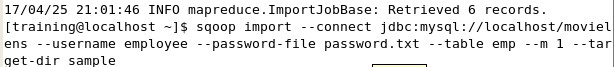 17/04/25 21:01:46 INFO mapreduce.ImportJobBase: Retrieved 6 records.
[training@localhost ~]$ sqoop import --connect jdbc:mysql://localhost/moviel
ens --username employee --password-file password.txt --table emp --m 1 --tar
get-dir sample